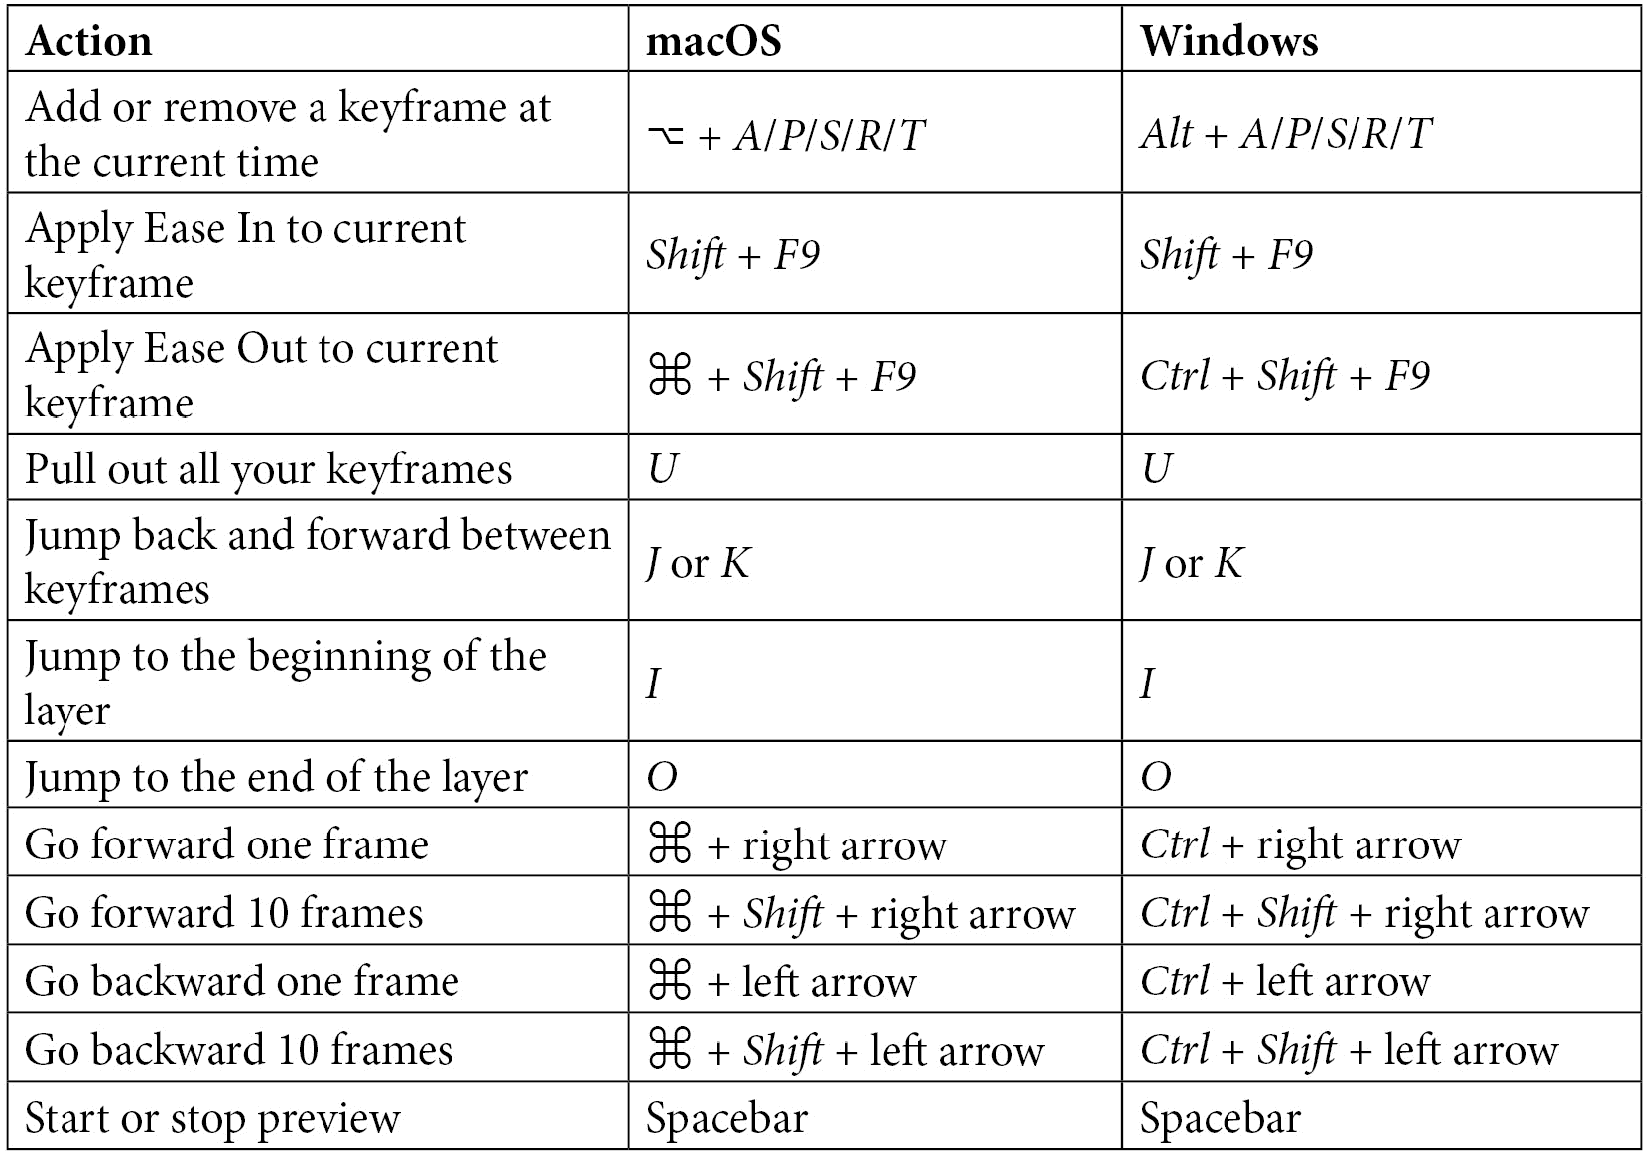 Action macOS Windows
Add or remove a keyframe at
the current time
⌥ + A/P/S/R/T Alt + A/P/S/R/T
Apply Ease In to current
keyframe
Shift + F9 Shift + F9
Apply Ease Out to current
keyframe
⌘ + Shift + F9 Ctrl + Shift + F9
Pull out all your keyframes U U
Jump back and forward between
keyframes
J or K J or K
Jump to the beginning of the
layer
I I
Jump to the end of the layer O O
Go forward one frame ⌘ + right arrow Ctrl + right arrow
Go forward 10 frames ⌘ + Shift + right arrow Ctrl + Shift + right arrow
Go backward one frame ⌘ + left arrow Ctrl + left arrow
Go backward 10 frames ⌘ + Shift + left arrow Ctrl + Shift + left arrow
Start or stop preview Spacebar Spacebar